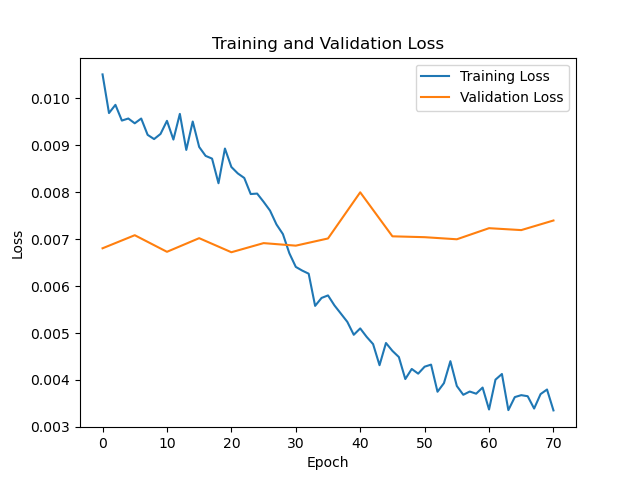 Training and Validation Loss
Training Loss
Validation Loss
0.010
0.009
0.008
0.007
0.006
0.005
0.004
0.003
Loss
0 10 20 30 40 50 60 70
Epoch